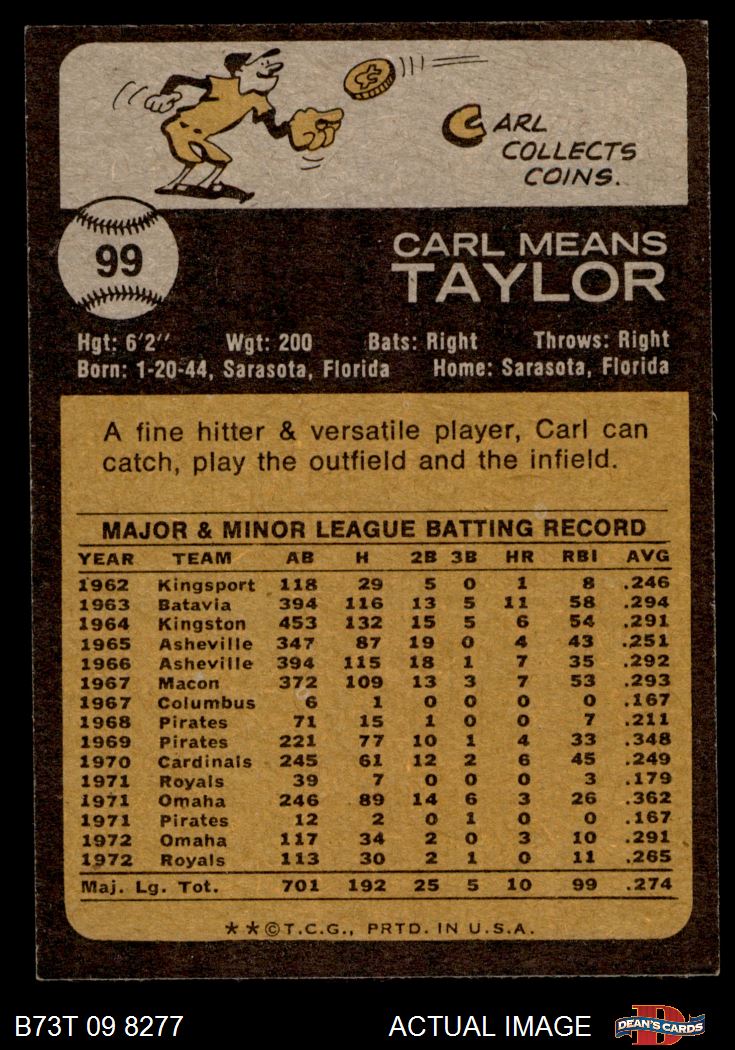 CARL
COLLECTS
COINS.
99
CARL MEANS
TAYLOR
Hgt: 6'2'' Wgt: 200 Bats: Right Throws: Right
Born: 1-20-44, Sarasota, Florida Home: Sarasota, Florida
A fine hitter & versatile player, Carl can
catch, play the outfield and the infield.
MAJOR & MINOR LEAGUE BATTING RECORD
YEAR TEAM AB H 2B 3B HR RBI AVG
1962 Kingsport 118 29 5 0 1 8 .246
1963 Batavia 394 116 13 5 11 58 .294
1964 Kingston 453 132 15 5 6 54 .291
1965 Asheville 347 87 19 0 4 43 .251
1966 Asheville 394 115 18 1 7 35 .292
1967 Macon 372 109 13 3 7 53 .293
1967 Columbus 6 1 0 0 0 0 .167
1968 Pirates 71 15 1 0 0 7 .211
1969 Pirates 221 77 10 1 4 33 .348
1970 Cardinals 245 61 12 2 6 45 .249
1971 Royals 39 7 0 0 0 3 .179
1971 Omaha 246 89 14 6 3 26 .362
1971 Pirates 12 2 0 1 0 0 .167
1972 Omaha 117 34 2 0 3 10 .291
1972 Royals 113 30 2 1 0 11 .265
Maj. Lg. Tot. 701 192 25 5 10 99 .274
**©T.C.G., PRTD. IN U.S.A.
B73T 09 8277 ACTUAL IMAGE DEAN'S CARDS